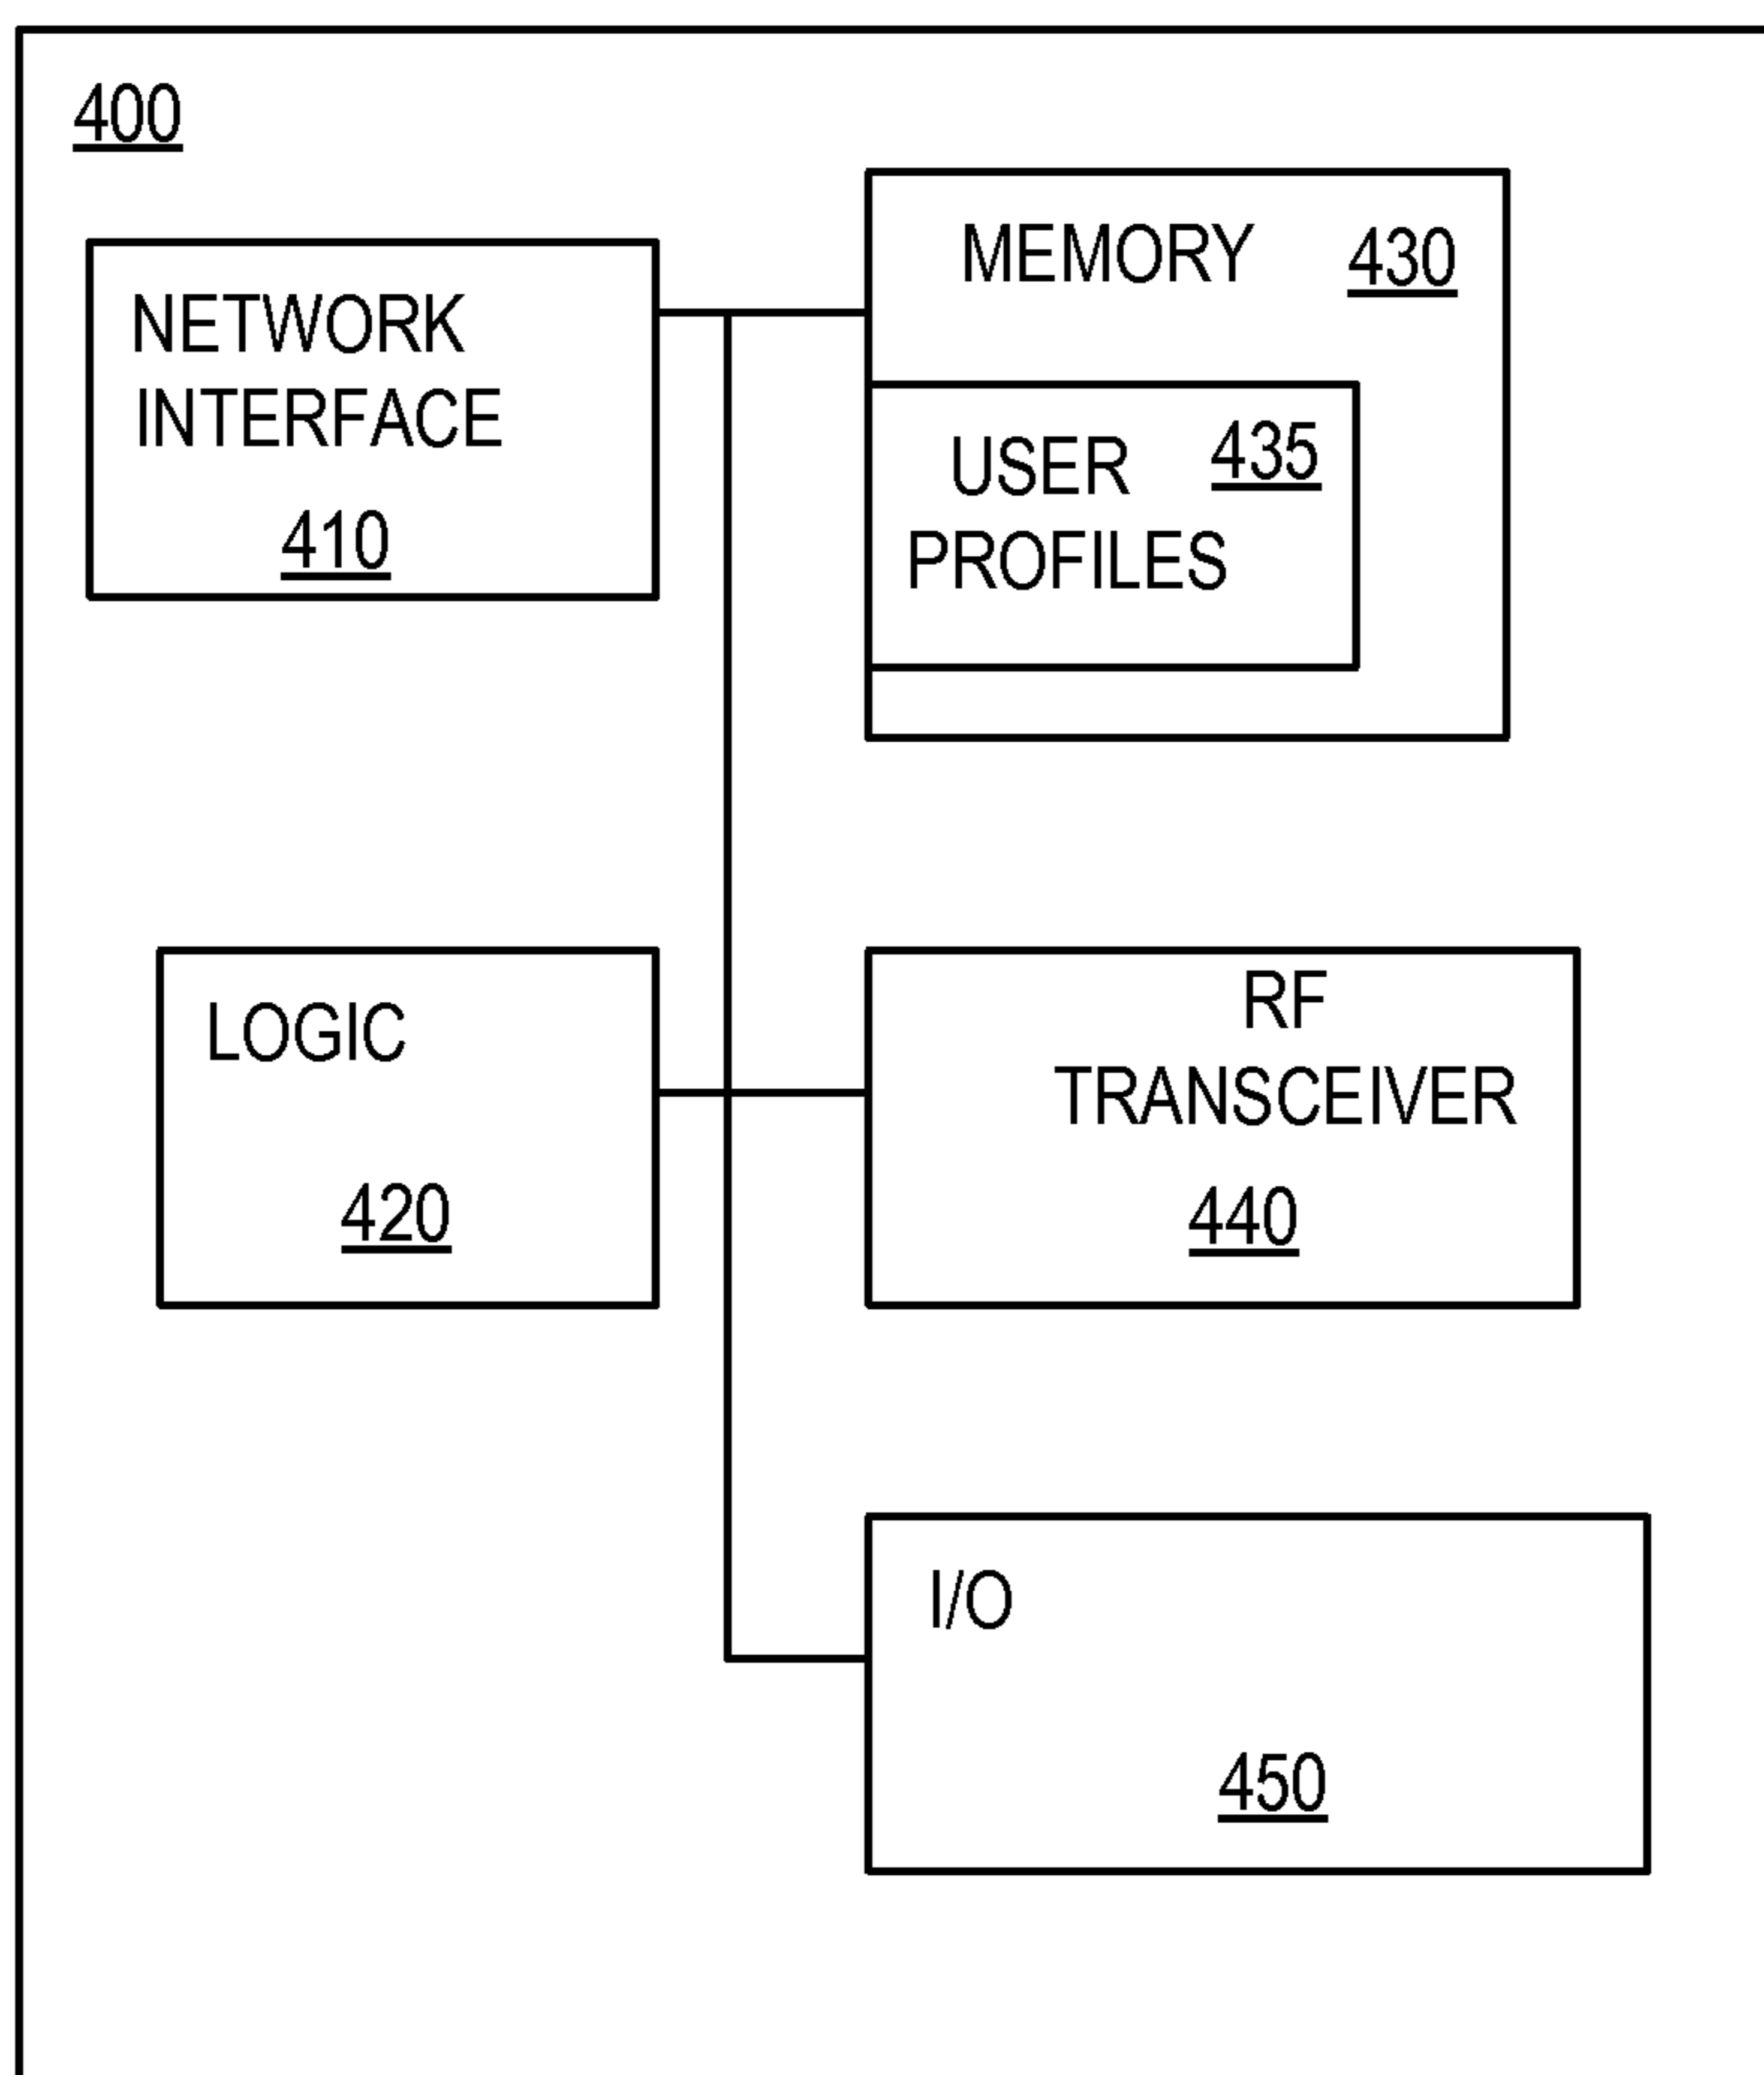 400
NETWORK
INTERFACE
410
MEMORY 430
USER 435
PROFILES
LOGIC
420
RF
TRANSCEIVER
440
I/O
450